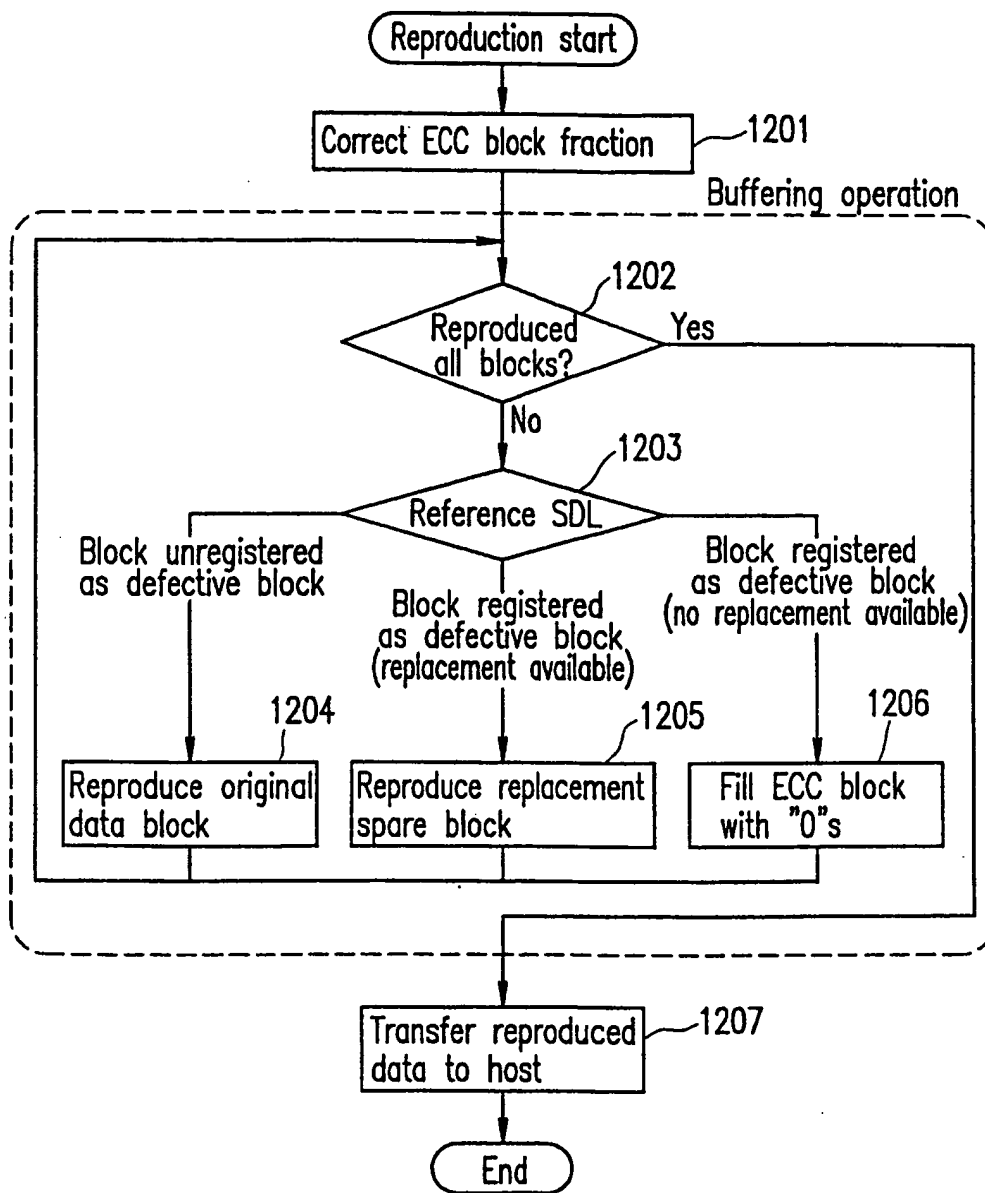 Reproduction start
Correct ECC block fraction
1201
Buffering operation
1202
Reproduced
all blocks?
Yes
No
1203
Reference SDL
Block unregistered
as defective block
Block registered
as defective block
(replacement available)
Block registered
as defective block
(no replacement available)
1204
Reproduce original
data block
1205
Reproduce replacement
spare block
1206
Fill ECC block
with "0"s
1207
Transfer reproduced
data to host
End